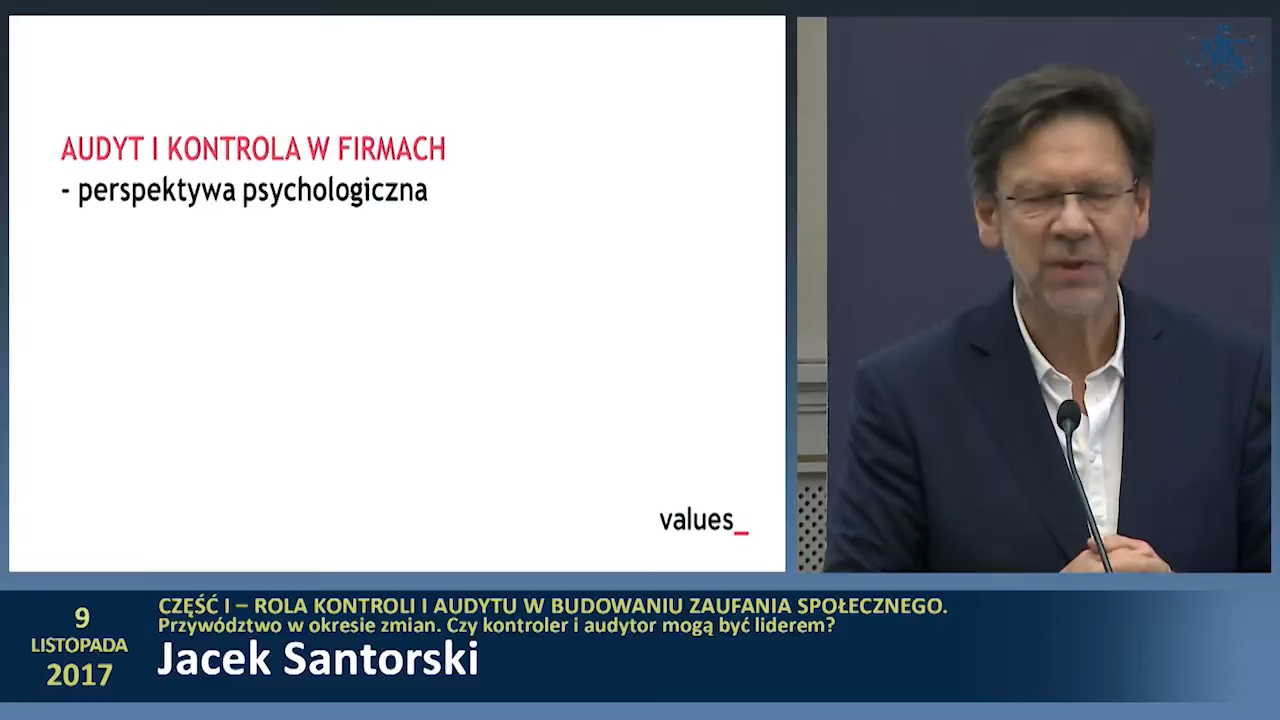 AUDYT I KONTROLA W FIRMACH
- perspektywa psychologiczna
values_
9
LISTOPADA
2017
CZĘŚĆ I – ROLA KONTROLI I AUDYTU W BUDOWANIU ZAUFANIA SPOŁECZNEGO.
Przywództwo w okresie zmian. Czy kontroler i audytor mogą być liderem?
Jacek Santorski